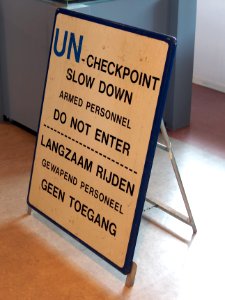 UN-CHECKPOINT
SLOW DOWN
ARMED PERSONNEL
DO NOT ENTER
LANGZAAM RIJDEN
GEWAPEND PERSONEEL
GEEN TOEGANG